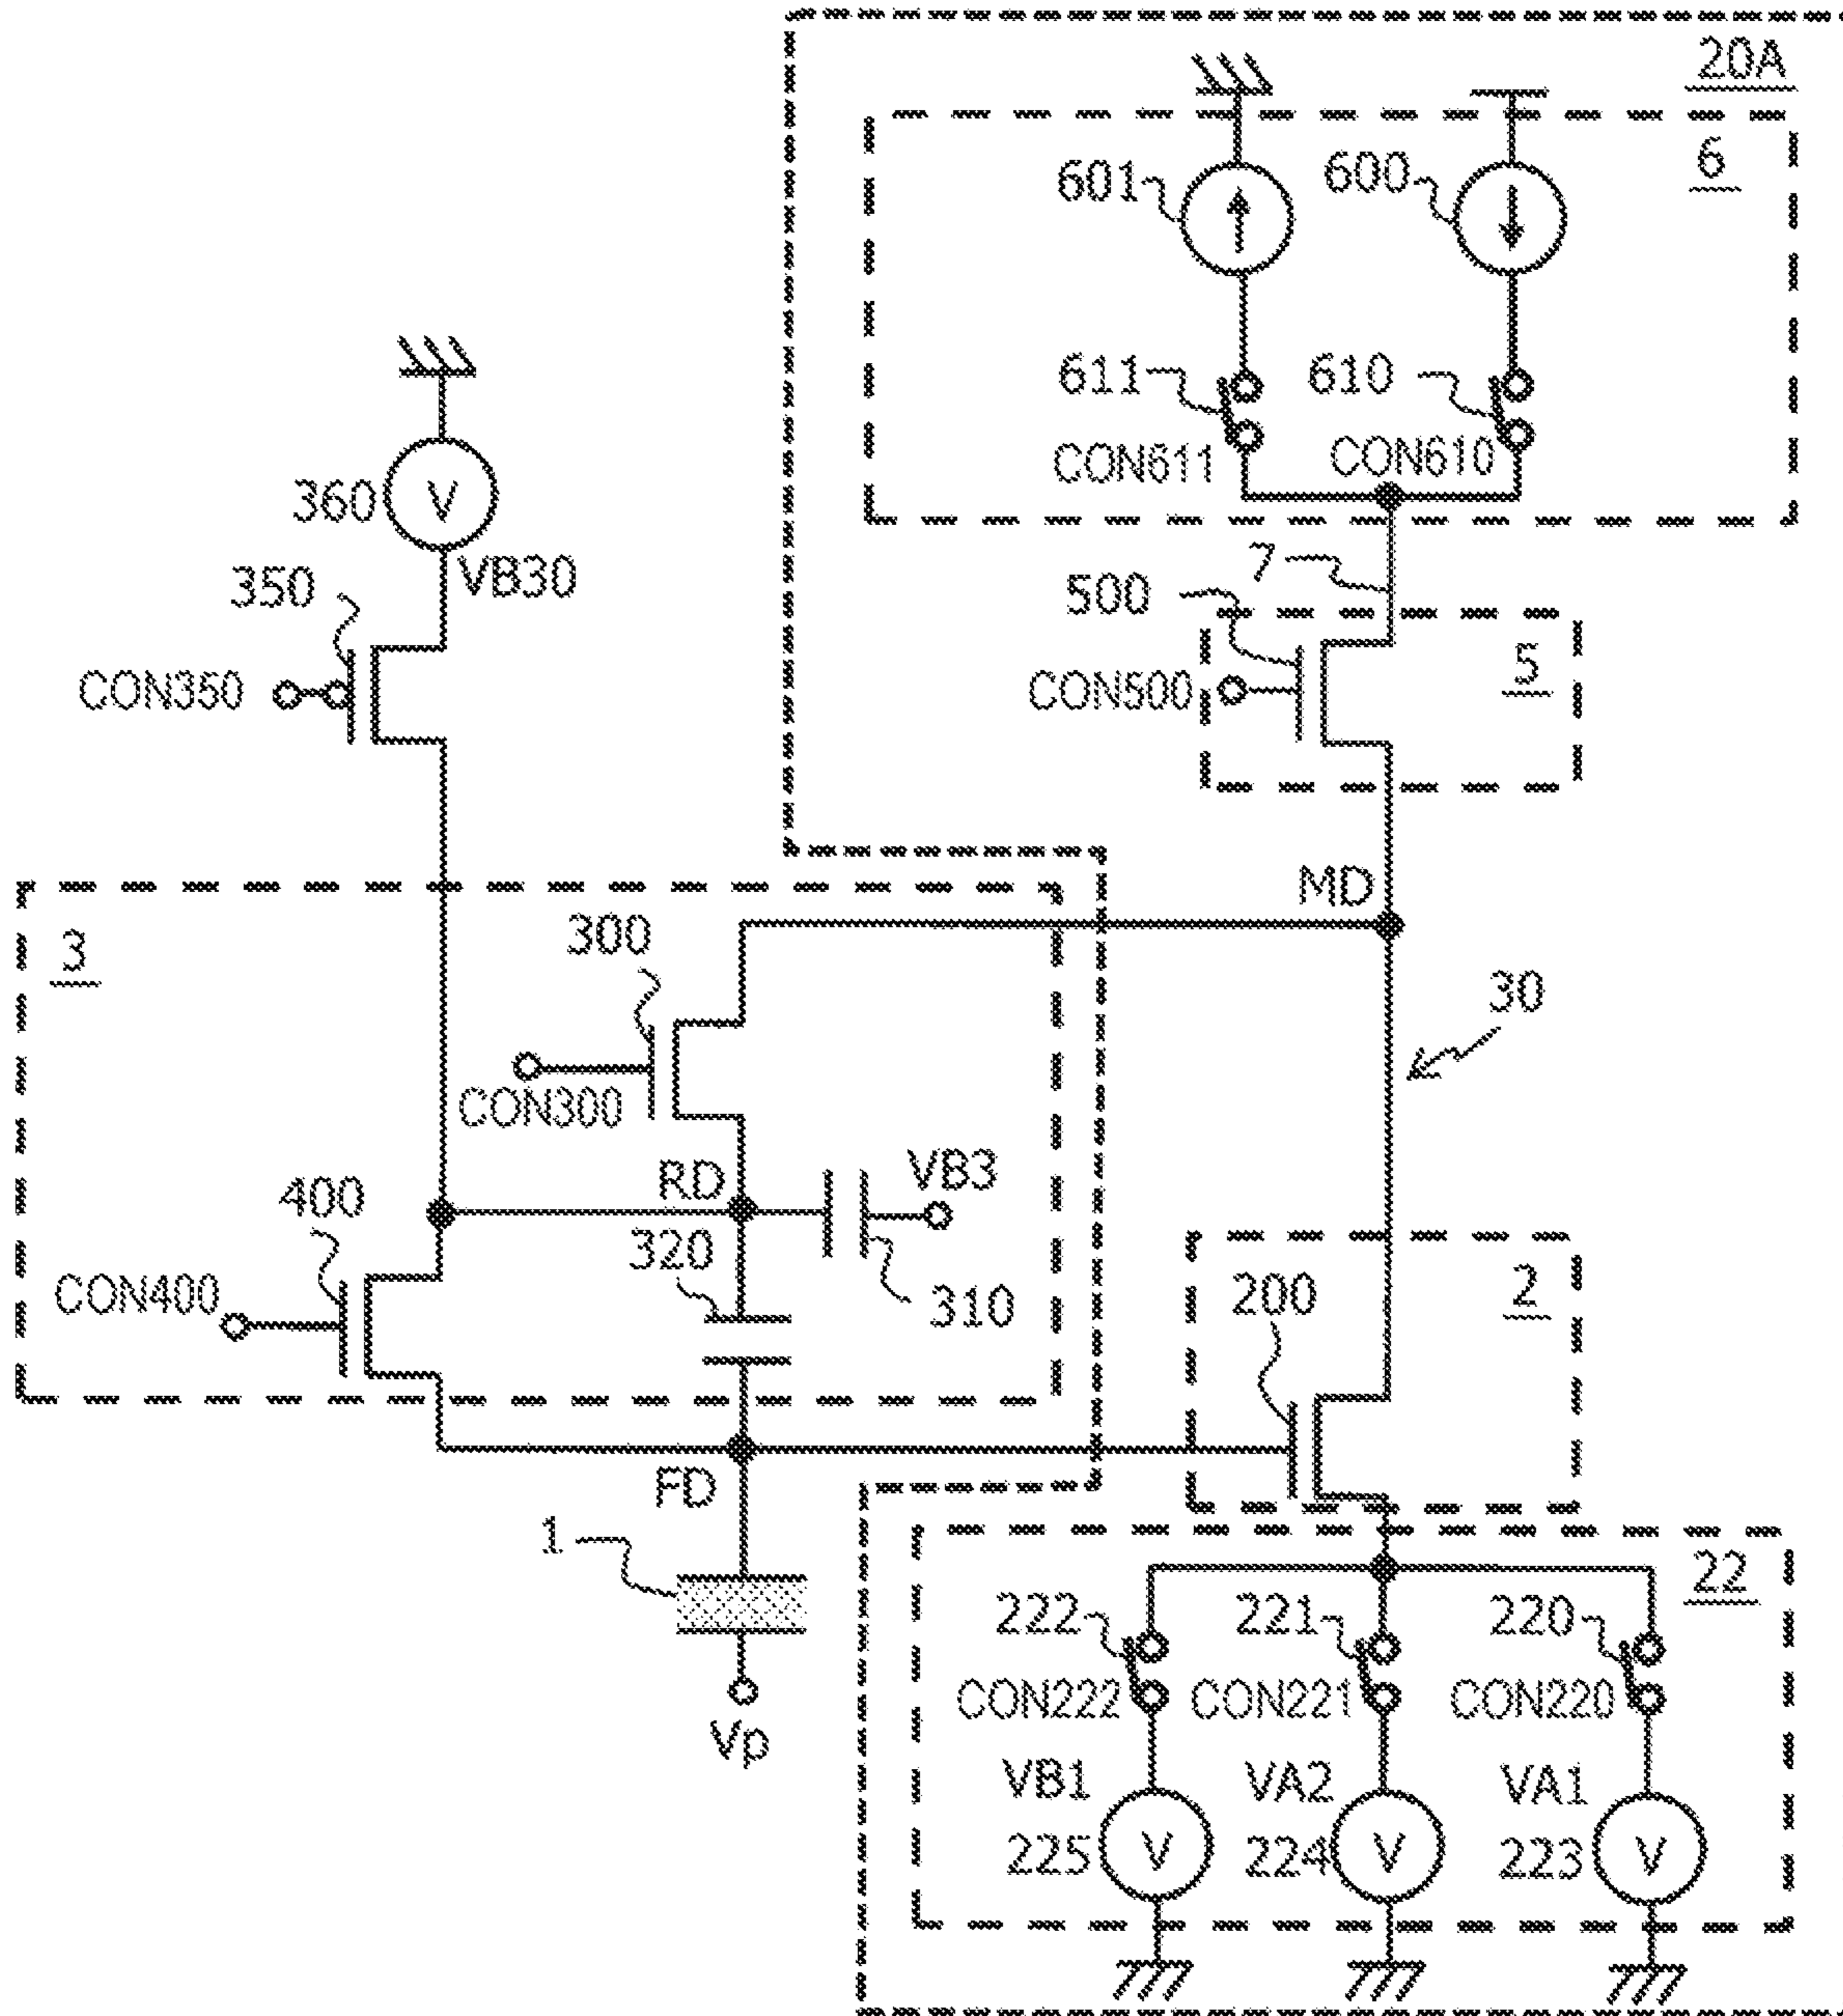 20A
6
601
600
611
610
CON611
CON610
360
V
VB30
350
CON350
7
500
CON500
5
MD
3
300
CON300
30
RD
VB3
400
320
310
CON400
2
200
FD
1
22
222
221
220
CON222
CON221
CON220
Vp
VB1
VA2
VA1
225
V
224
V
223
V